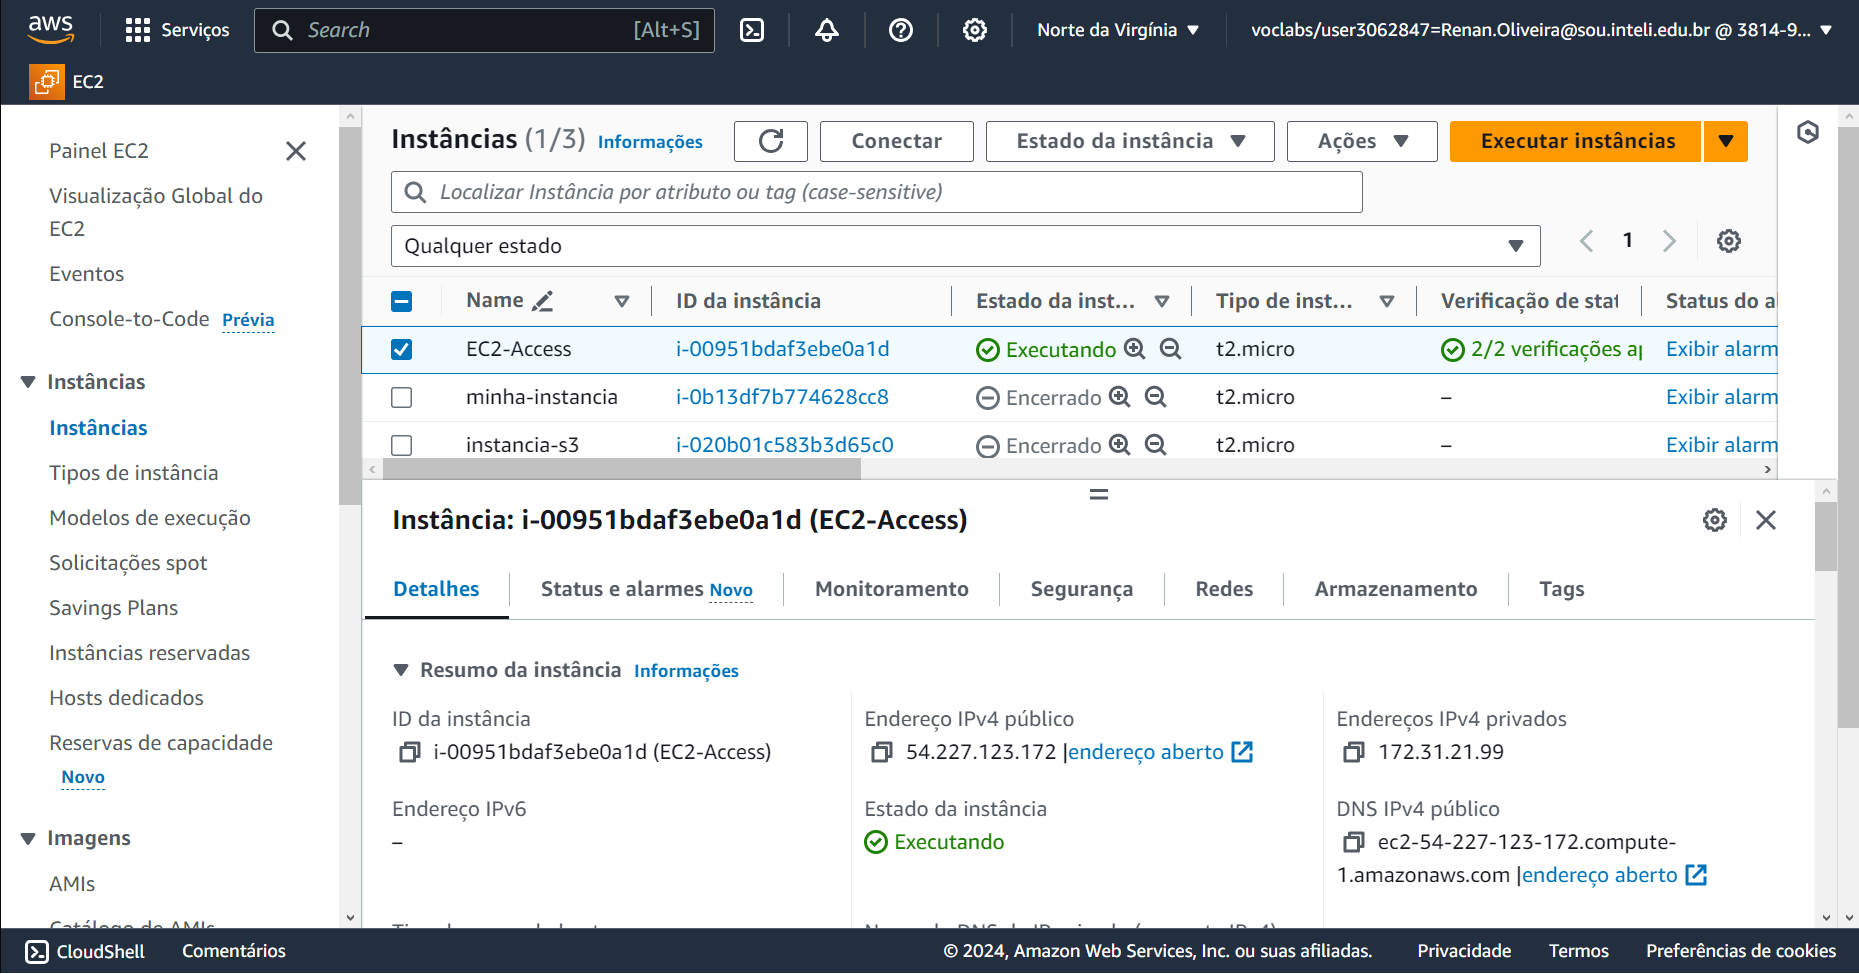 aws
Serviços
Search
[Alt+S]
Norte da Virgínia
voclabs/user3062847=Renan.Oliveira@sou.inteli.edu.br @ 3814-9...
EC2
Painel EC2
Visualização Global do
EC2
Eventos
Console-to-Code Prévia
Instâncias
Instâncias
Tipos de instância
Modelos de execução
Solicitações spot
Savings Plans
Instâncias reservadas
Hosts dedicados
Reservas de capacidade
Novo
Imagens
AMIs
Catálogo de AMIs
Instâncias (1/3) Informações
Conectar
Estado da instância
Ações
Executar instâncias
Localizar Instância por atributo ou tag (case-sensitive)
Qualquer estado
1
Name
ID da instância
Estado da inst...
Tipo de inst...
Verificação de stat
Status do al
EC2-Access i-00951bdaf3ebe0a1d Executando t2.micro 2/2 verificações ap Exibir alarm
minha-instancia i-0b13df7b774628cc8 Encerrado t2.micro – Exibir alarm
instancia-s3 i-020b01c583b3d65c0 Encerrado t2.micro – Exibir alarm
Instância: i-00951bdaf3ebe0a1d (EC2-Access)
Detalhes
Status e alarmes Novo
Monitoramento
Segurança
Redes
Armazenamento
Tags
Resumo da instância Informações
ID da instância
i-00951bdaf3ebe0a1d (EC2-Access)
Endereço IPv4 público
54.227.123.172 |endereço aberto
Endereços IPv4 privados
172.31.21.99
Endereço IPv6
–
Estado da instância
Executando
DNS IPv4 público
ec2-54-227-123-172.compute-
1.amazonaws.com |endereço aberto
CloudShell
Comentários
© 2024, Amazon Web Services, Inc. ou suas afiliadas.
Privacidade
Termos
Preferências de cookies